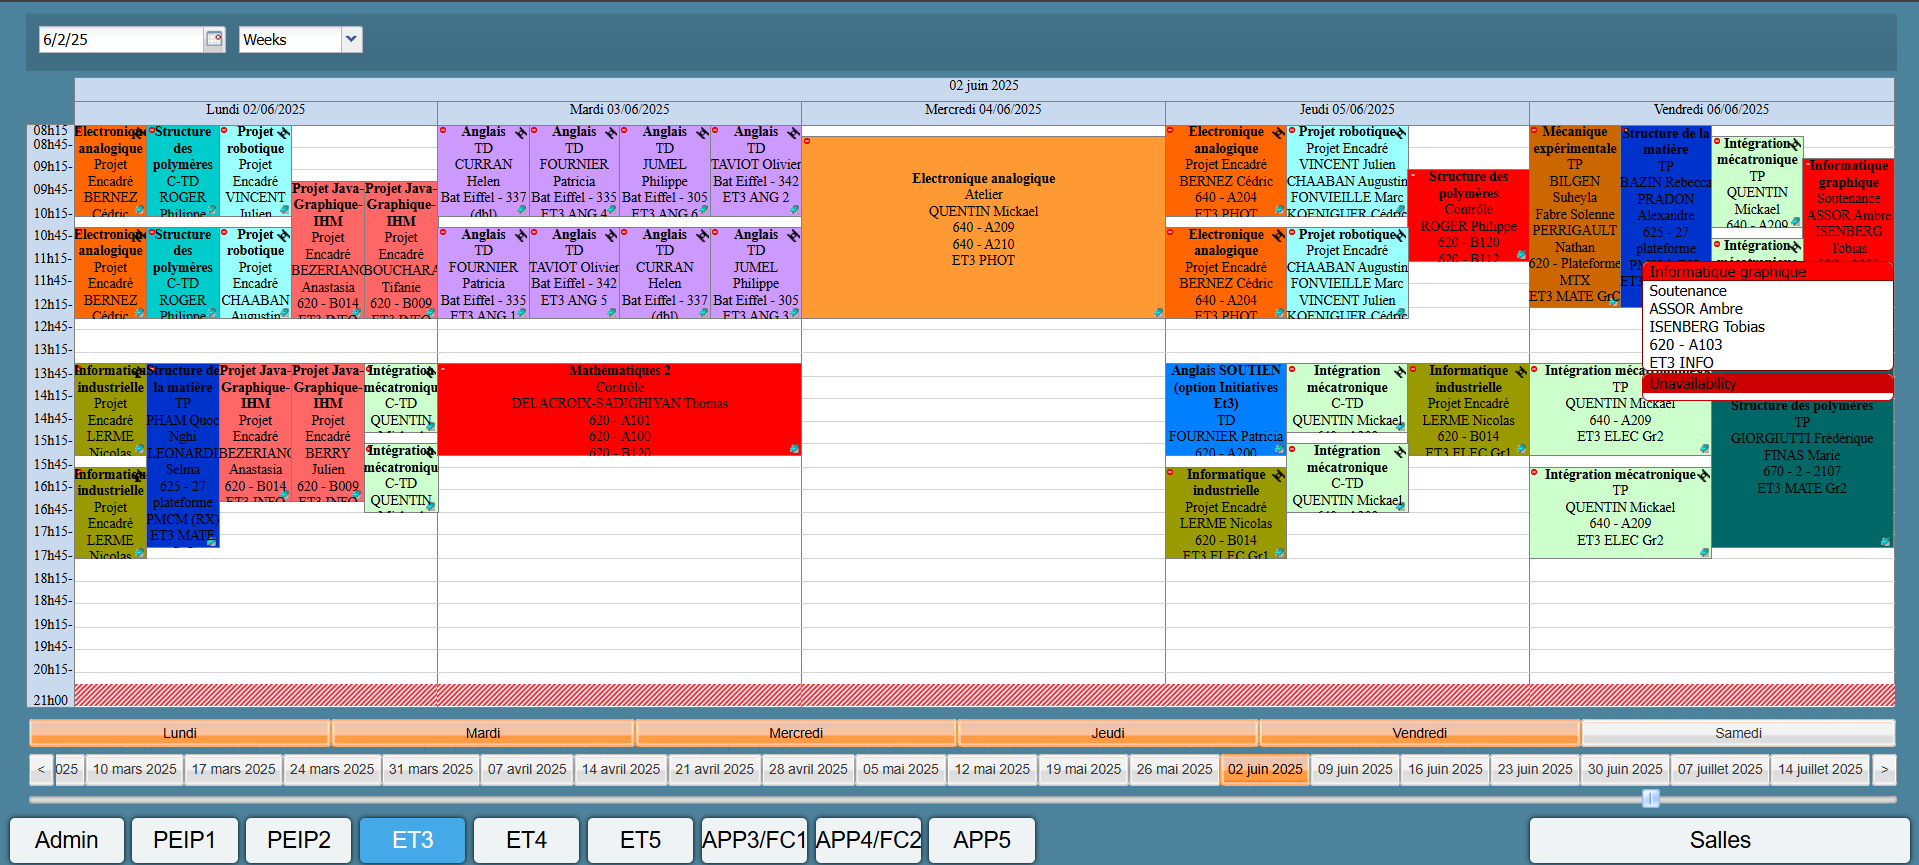 6/2/25
Weeks
02 juin 2025
Lundi 02/06/2025
Mardi 03/06/2025
Mercredi 04/06/2025
Jeudi 05/06/2025
Vendredi 06/06/2025
08h15
08h45-
09h15-
09h45-
10h15-
10h45-
11h15-
11h45-
12h15-
12h45-
13h15-
13h45-
14h15-
14h45-
15h15-
15h45-
16h15-
16h45-
17h15-
17h45-
18h15-
18h45-
19h15-
19h45-
20h15-
21h00
Electronique
analogique
Projet
Encadré
BERNEZ
Cédric
Structure
des
polymères
C-TD
ROGER
Philippe
Projet
robotique
Projet
Encadré
VINCENT
Julien
Projet Java-
Graphique-
IHM
Projet
Encadré
BEZERIANO
Anastasia
620 - B014
ET3 INFO
Projet Java-
Graphique-
IHM
Projet
Encadré
BOUCHARA
Tifanie
620 - B009
ET3 INFO
Electronique
analogique
Projet
Encadré
BERNEZ
Cédric
Structure
des
polymères
C-TD
ROGER
Philippe
Projet
robotique
Projet
Encadré
CHAABAN
Augustin
Informatique
industrielle
Projet
Encadré
LERME
Nicolas
Structure de
la matière
TP
PHAM Quoc
Nghi
LEONARDI
Selma
625 - 27
plateforme
PMCM (RX)
ET3 MATE
Projet Java-
Graphique-
IHM
Projet
Encadré
BEZERIANO
Anastasia
620 - B014
ET3 INFO
Projet Java-
Graphique-
IHM
Projet
Encadré
BERRY
Julien
620 - B009
ET3 INFO
Intégration
mécatronique
C-TD
QUENTIN
Mickael
Informatique
industrielle
Projet
Encadré
LERME
Nicolas
Intégration
mécatronique
C-TD
QUENTIN
Anglais
TD
CURRAN
Helen
Bat Eiffel - 337
(dbl)
Anglais
TD
FOURNIER
Patricia
Bat Eiffel - 335
ET3 ANG 4
Anglais
TD
JUMEL
Philippe
Bat Eiffel - 305
ET3 ANG 6
Anglais
TD
TAVIOT Olivier
Bat Eiffel - 342
ET3 ANG 2
Anglais
TD
FOURNIER
Patricia
Bat Eiffel - 335
ET3 ANG 1
Anglais
TD
TAVIOT Olivier
Bat Eiffel - 342
ET3 ANG 5
Anglais
TD
CURRAN
Helen
Bat Eiffel - 337
(dbl)
Anglais
TD
JUMEL
Philippe
Bat Eiffel - 305
ET3 ANG 3
Mathématiques 2
Contrôle
DELACROIX-SADIGHIYAN Thomas
620 - A101
620 - A100
620 - B120
Electronique analogique
Atelier
QUENTIN Mickael
640 - A209
640 - A210
ET3 PHOT
Electronique
analogique
Projet Encadré
BERNEZ Cédric
640 - A204
ET3 PHOT
Projet robotique
Projet Encadré
VINCENT Julien
CHAABAN Augustin
FONVIEILLE Marc
KOENIGUER Cédric
Structure des
polymères
Contrôle
ROGER Philippe
620 - B120
620 - B112
Electronique
analogique
Projet Encadré
BERNEZ Cédric
640 - A204
ET3 PHOT
Projet robotique
Projet Encadré
CHAABAN Augustin
FONVIEILLE Marc
VINCENT Julien
KOENIGUER Cédric
Anglais SOUTIEN
(option Initiatives
Et3)
TD
FOURNIER Patricia
620 - A200
Intégration
mécatronique
C-TD
QUENTIN Mickael
Informatique
industrielle
Projet Encadré
LERME Nicolas
620 - B014
ET3 ELEC Gr1
Informatique
industrielle
Projet Encadré
LERME Nicolas
620 - B014
ET3 ELEC Gr1
Intégration
mécatronique
C-TD
QUENTIN Mickael
Mécanique
expérimentale
TP
BILGEN
Suheyla
Fabre Solenne
PERRIGAULT
Nathan
620 - Plateforme
MTX
ET3 MATE GrC
Structure de la
matière
TP
BAZIN Rebecca
PRADON
Alexandre
625 - 27
plateforme
Intégration
mécatronique
TP
QUENTIN
Mickael
640 - A209
Informatique
graphique
Soutenance
ASSOR Ambre
ISENBERG
Tobias
Intégration
Informatique graphique
Soutenance
ASSOR Ambre
ISENBERG Tobias
620 - A103
ET3 INFO
Unavailability
Intégration
TP
QUENTIN Mickael
640 - A209
ET3 ELEC Gr2
Structure des polymères
TP
GIORGIUTTI Frédérique
FINAS Marie
670 - 2 - 2107
ET3 MATE Gr2
Intégration mécatronique
TP
QUENTIN Mickael
640 - A209
ET3 ELEC Gr2
Lundi
Mardi
Mercredi
Jeudi
Vendredi
Samedi
<
025
10 mars 2025
17 mars 2025
24 mars 2025
31 mars 2025
07 avril 2025
14 avril 2025
21 avril 2025
28 avril 2025
05 mai 2025
12 mai 2025
19 mai 2025
26 mai 2025
02 juin 2025
09 juin 2025
16 juin 2025
23 juin 2025
30 juin 2025
07 juillet 2025
14 juillet 2025
>
Admin
PEIP1
PEIP2
ET3
ET4
ET5
APP3/FC1
APP4/FC2
APP5
Salles